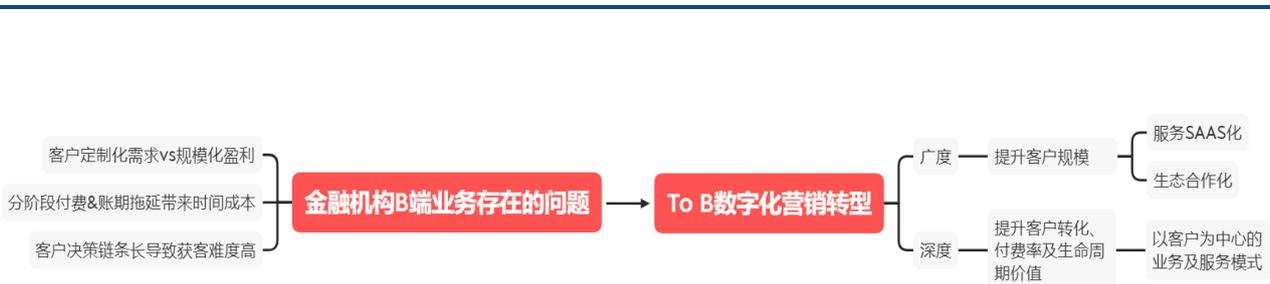 客户定制化需求vs规模化盈利
分阶段付费&账期拖延带来时间成本
客户决策链条长导致获客难度高
金融机构B端业务存在的问题
To B数字化营销转型
广度
提升客户规模
服务SAAS化
生态合作化
深度
提升客户转化、
付费率及生命周
期价值
以客户为中心的
业务及服务模式